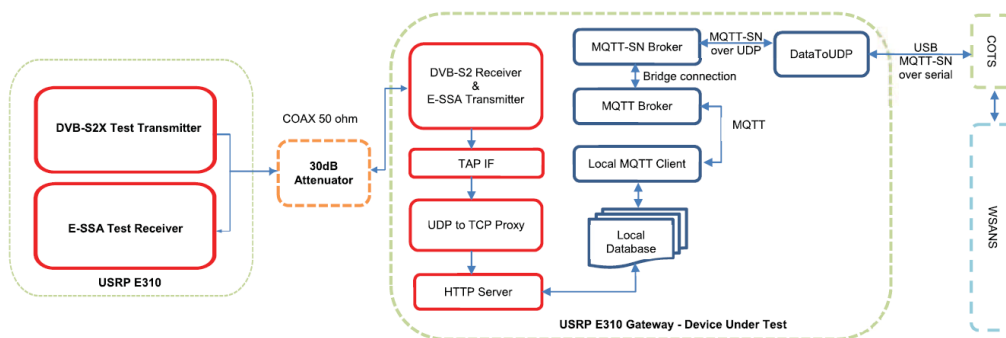 DVB-S2X Test Transmitter
E-SSA Test Receiver
USRP E310
COAX 50 ohm
30dB
Attenuator
DVB-S2 Receiver
&
E-SSA Transmitter
TAP IF
UDP to TCP Proxy
HTTP Server
MQTT-SN Broker
Bridge connection
MQTT Broker
MQTT
Local MQTT Client
Local
Database
MQTT-SN
over UDP
DataToUDP
USB
MQTT-SN
over serial
USRP E310 Gateway - Device Under Test
COTS
WSANS